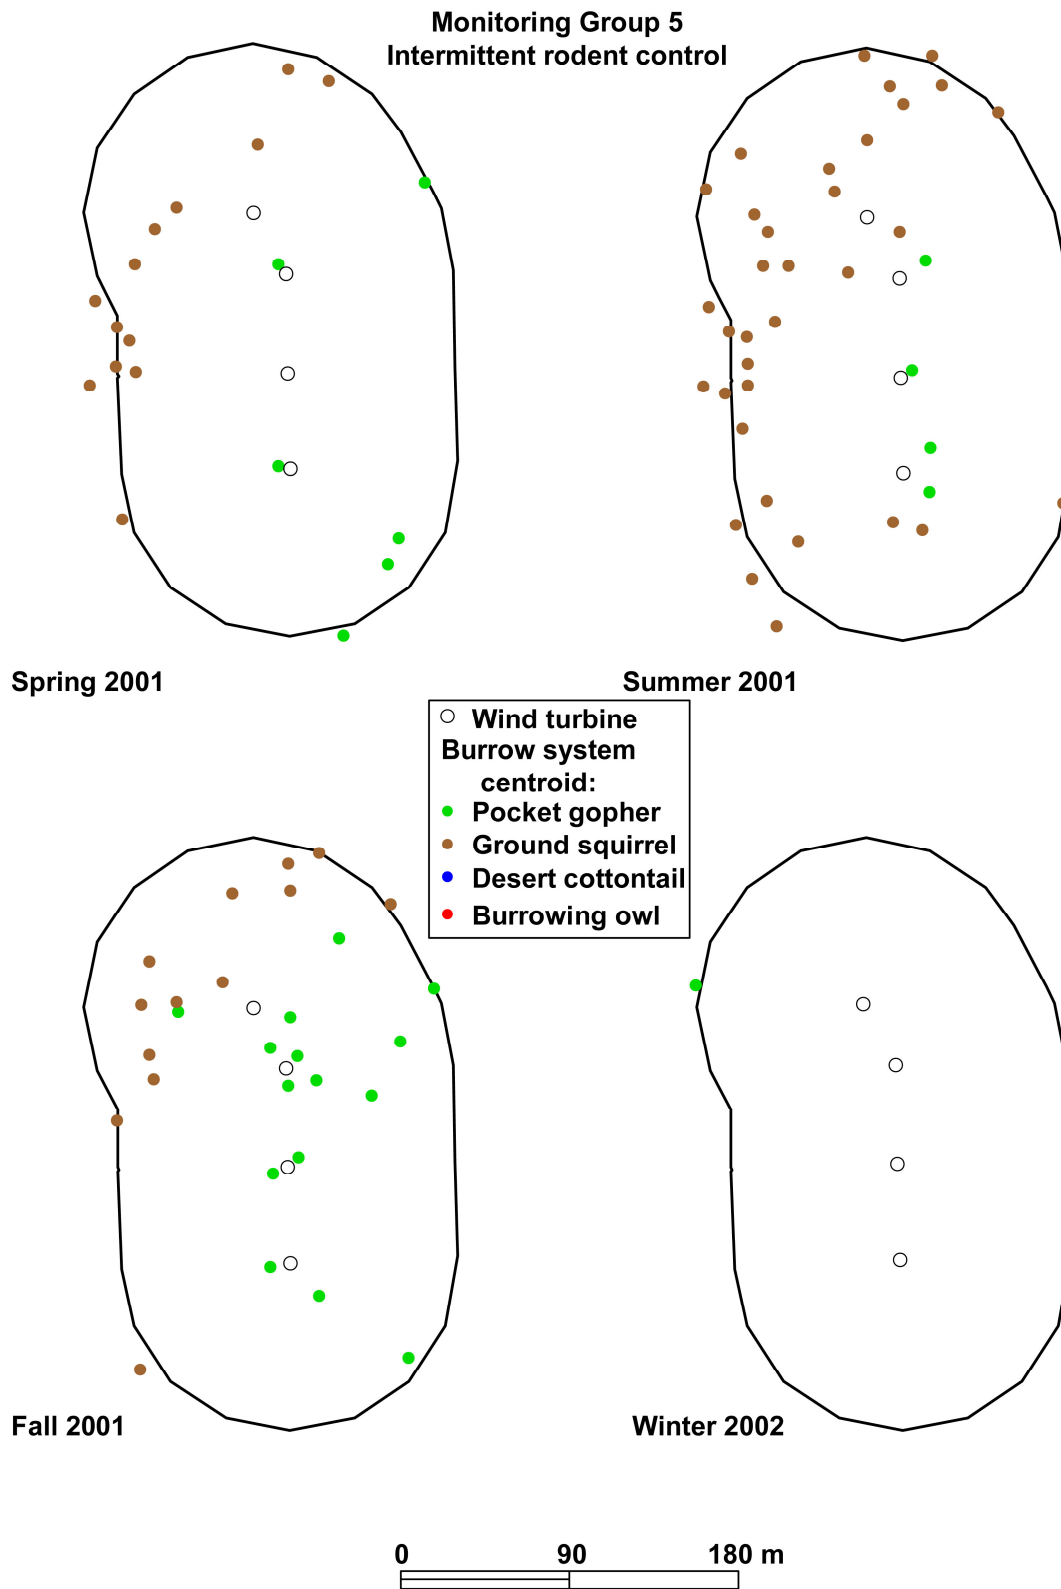 Monitoring Group 5
Intermittent rodent control
Spring 2001
Summer 2001
Wind turbine
Burrow system
centroid:
Pocket gopher
Ground squirrel
Desert cottontail
Burrowing owl
Fall 2001
Winter 2002
0 90 180 m